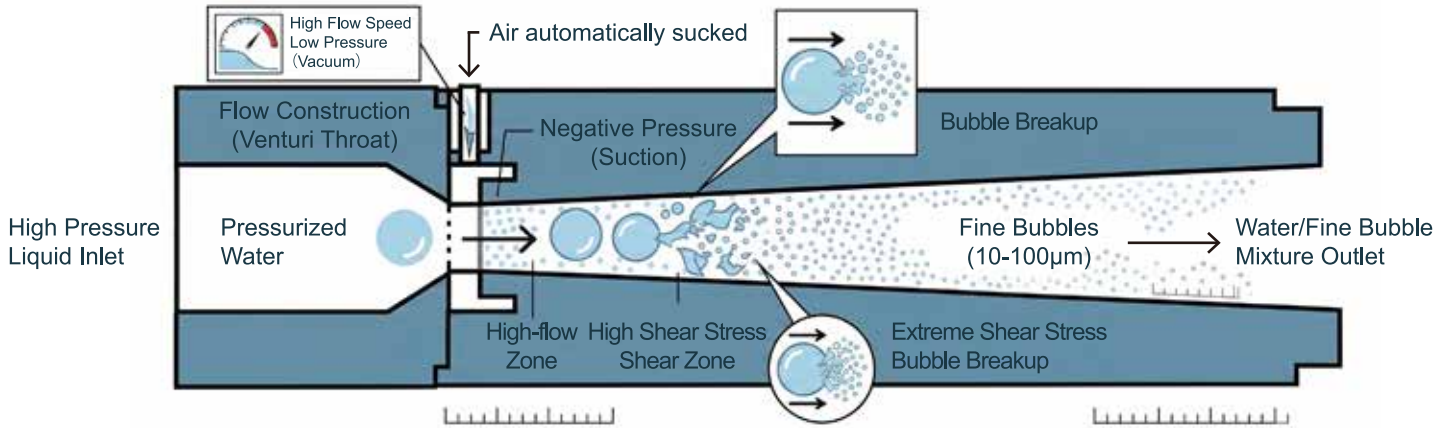 High Flow Speed
Low Pressure
(Vacuum)
Air automatically sucked
Flow Construction
(Venturi Throat)
Negative Pressure
(Suction)
Bubble Breakup
High Pressure
Liquid Inlet
Pressurized
Water
Fine Bubbles
(10-100μm)
Water/Fine Bubble
Mixture Outlet
High-flow
Zone
High Shear Stress
Shear Zone
Extreme Shear Stress
Bubble Breakup